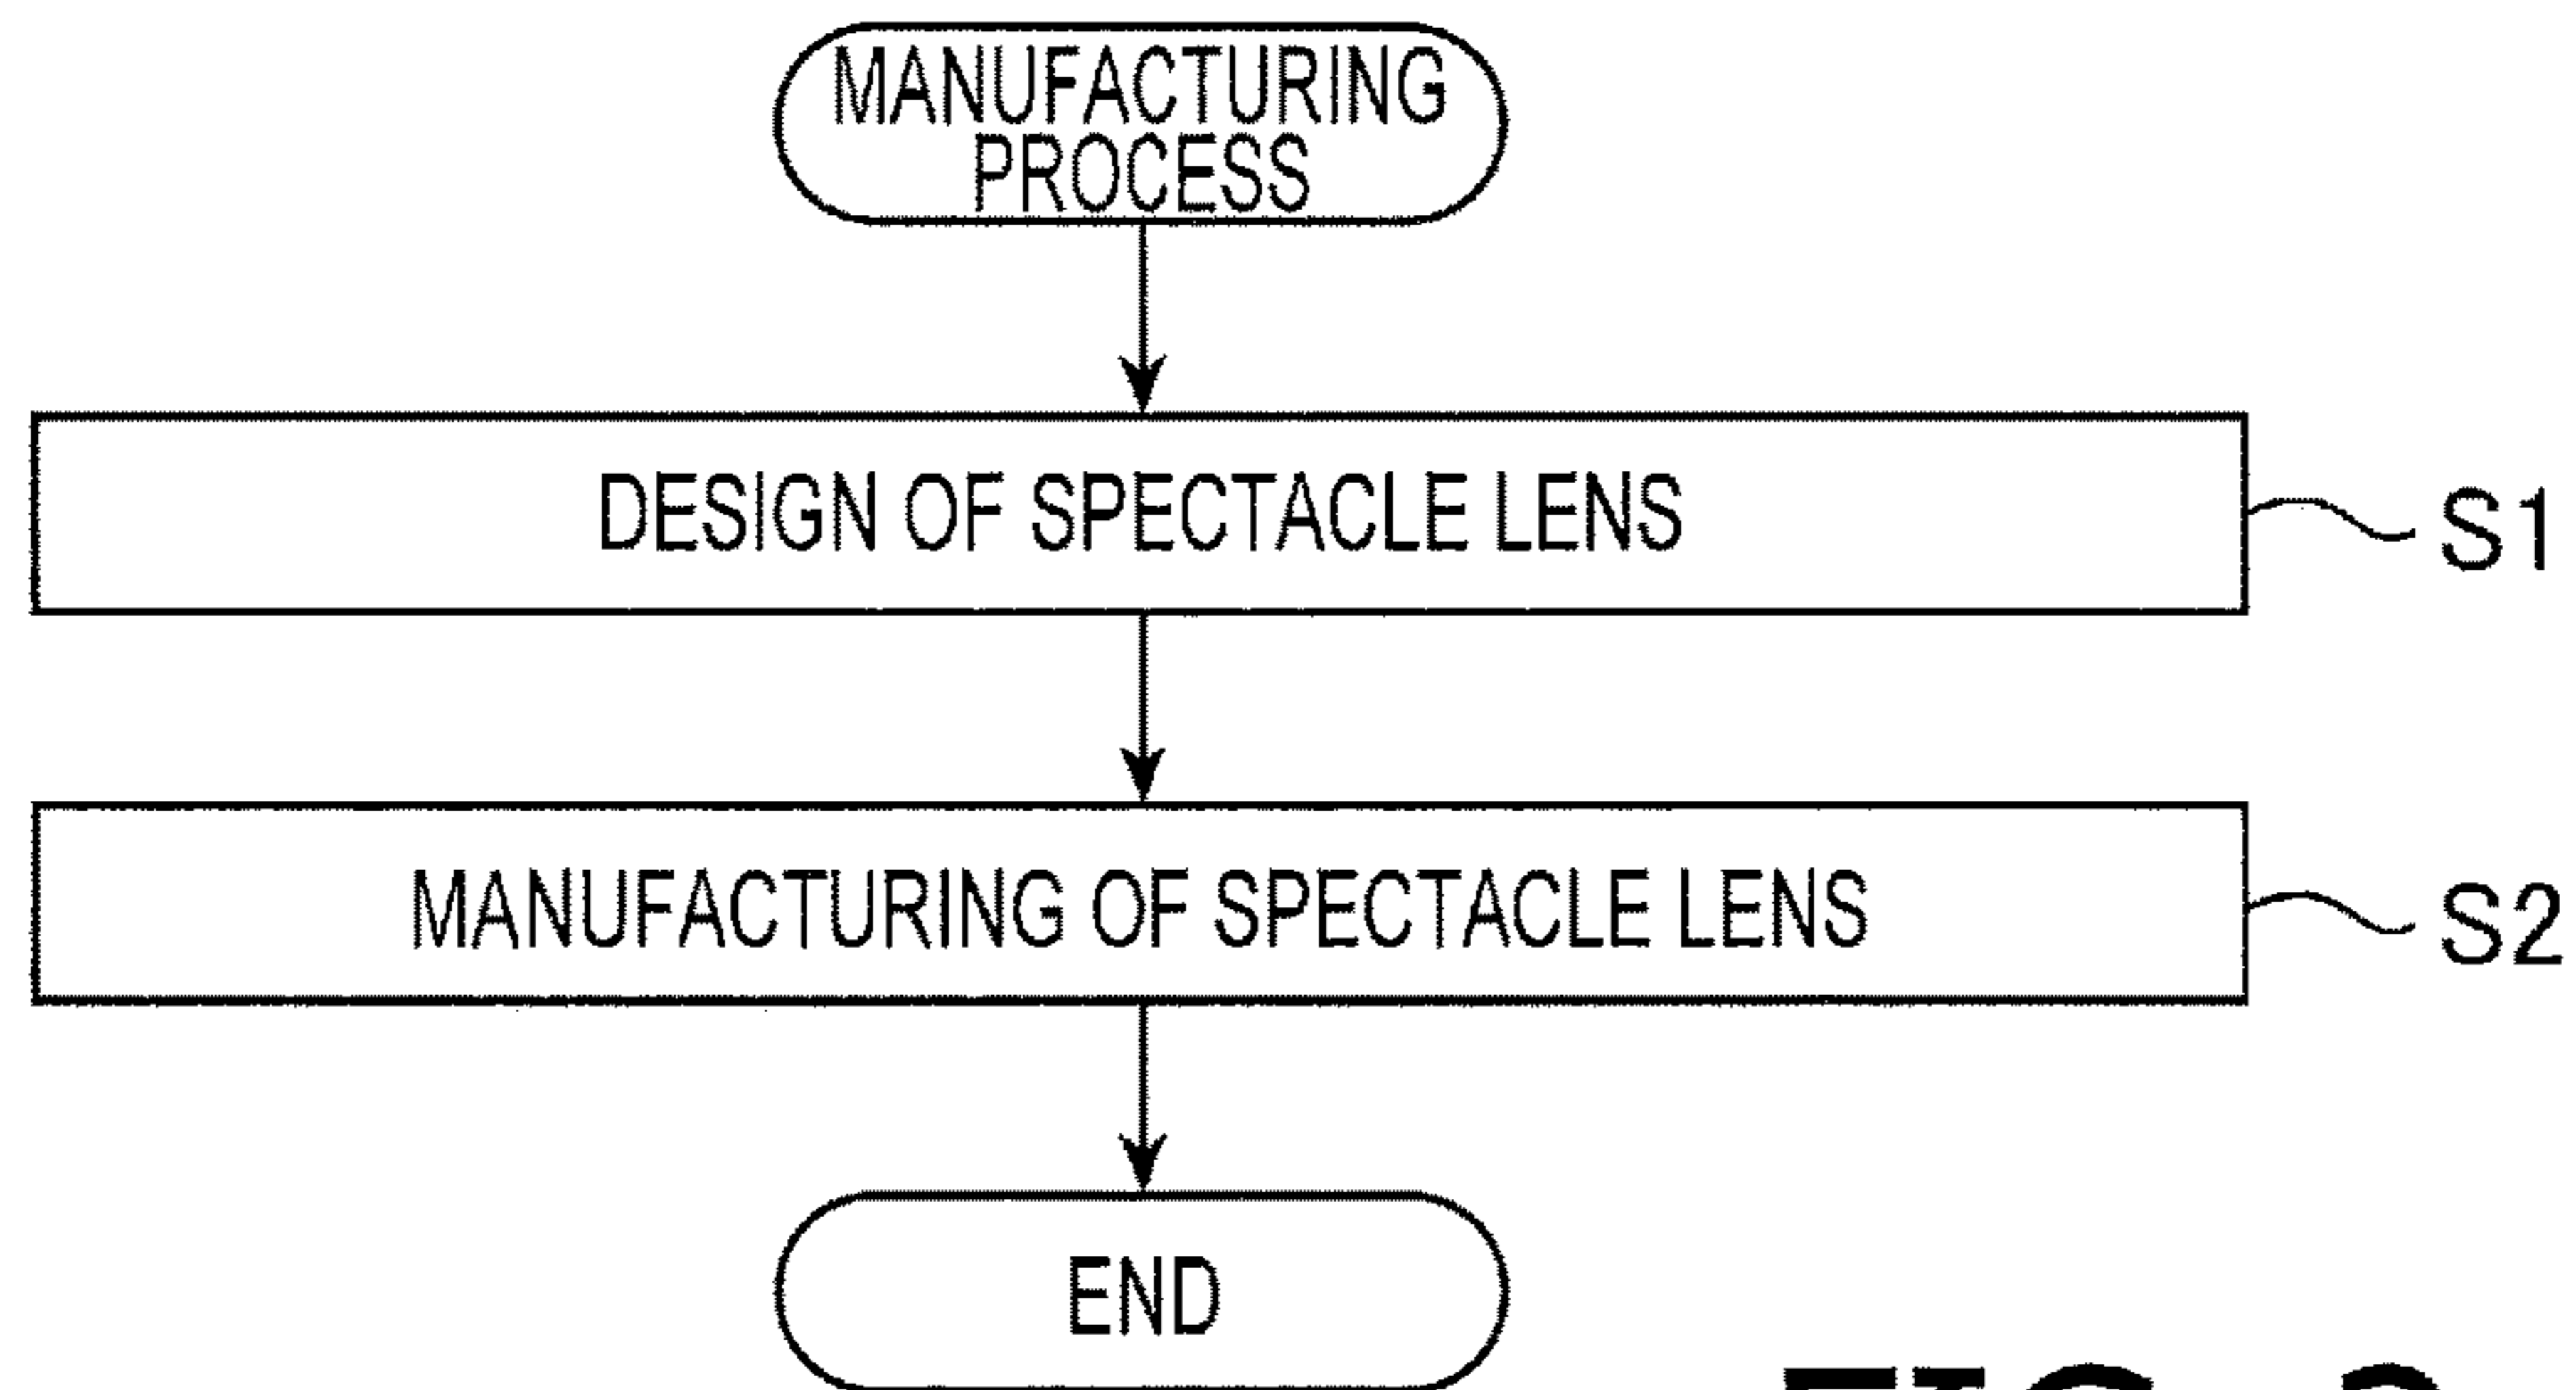 MANUFACTURING
PROCESS
DESIGN OF SPECTACLE LENS
S1
MANUFACTURING OF SPECTACLE LENS
S2
END